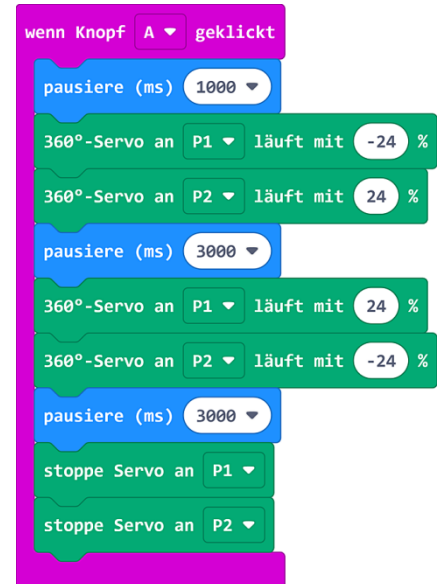 wenn Knopf A geklickt
pausiere (ms) 1000
360°-Servo an P1 läuft mit -24 %
360°-Servo an P2 läuft mit 24 %
pausiere (ms) 3000
360°-Servo an P1 läuft mit 24 %
360°-Servo an P2 läuft mit -24 %
pausiere (ms) 3000
stoppe Servo an P1
stoppe Servo an P2